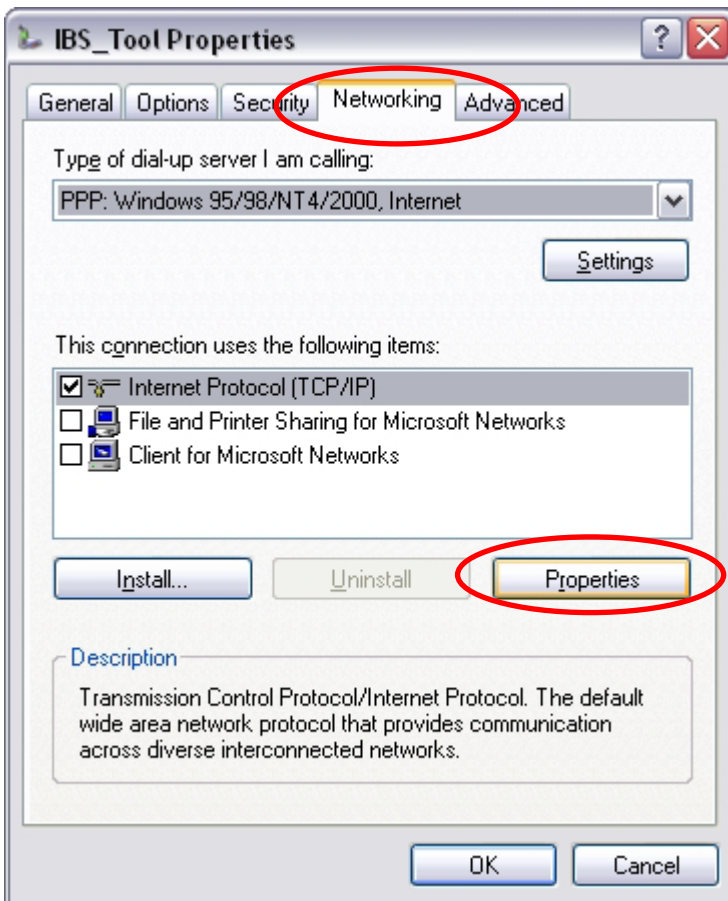 IBS_Tool Properties
General Options Security Networking Advanced
Type of dial-up server I am calling:
PPP: Windows 95/98/NT4/2000, Internet
Settings
This connection uses the following items:
Internet Protocol (TCP/IP)
File and Printer Sharing for Microsoft Networks
Client for Microsoft Networks
Install... Uninstall Properties
Description
Transmission Control Protocol/Internet Protocol. The default
wide area network protocol that provides communication
across diverse interconnected networks.
OK Cancel